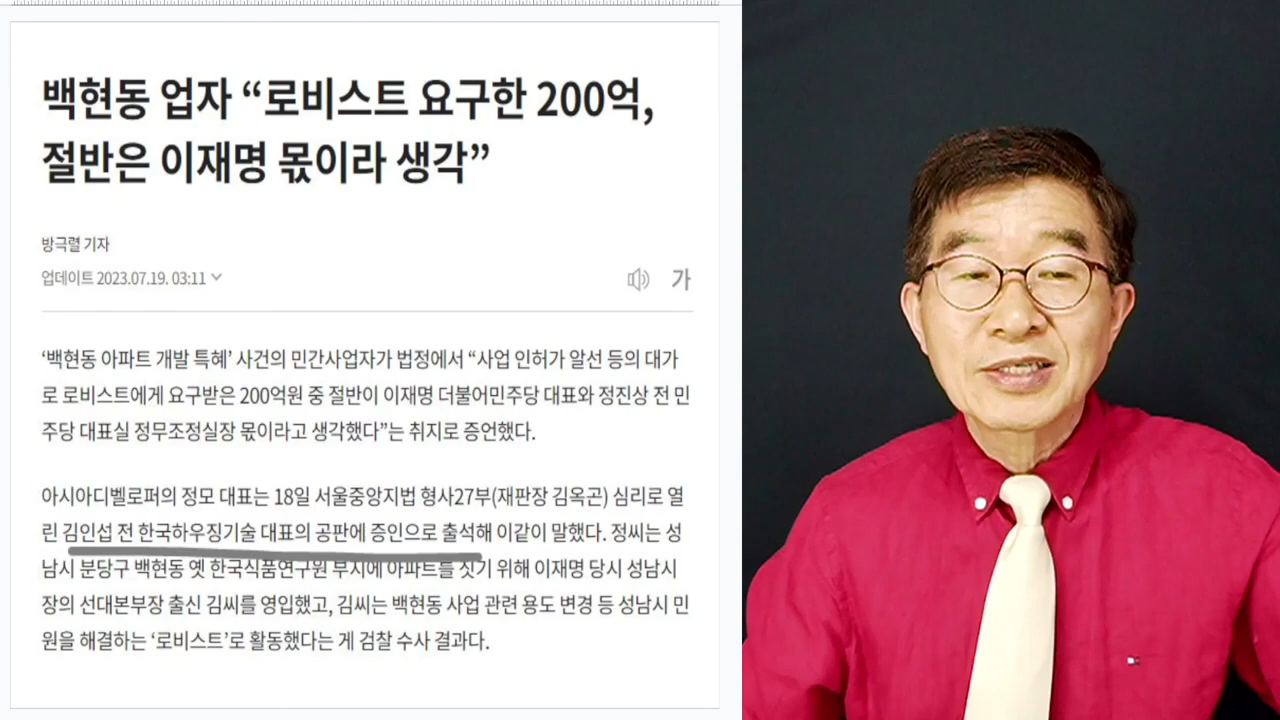 백현동 업자 “로비스트 요구한 200억,
절반은 이재명 몫이라 생각”
방극렬 기자
업데이트 2023.07.19. 03:11
가
‘백현동 아파트 개발 특혜’ 사건의 민간사업자가 법정에서 “사업 인허가 알선 등의 대가
로 로비스트에게 요구받은 200억원 중 절반이 이재명 더불어민주당 대표와 정진상 전 민
주당 대표실 정무조정실장 몫이라고 생각했다”는 취지로 증언했다.
아시아디벨로퍼의 정모 대표는 18일 서울중앙지법 형사27부(재판장 김옥곤) 심리로 열
린 김인섭 전 한국하우징기술 대표의 공판에 증인으로 출석해 이같이 말했다. 정씨는 성
남시 분당구 백현동 옛 한국식품연구원 부지에 아파트를 짓기 위해 이재명 당시 성남시
장의 선대본부장 출신 김씨를 영입했고, 김씨는 백현동 사업 관련 용도 변경 등 성남시 민
원을 해결하는 ‘로비스트’로 활동했다는 게 검찰 수사 결과다.